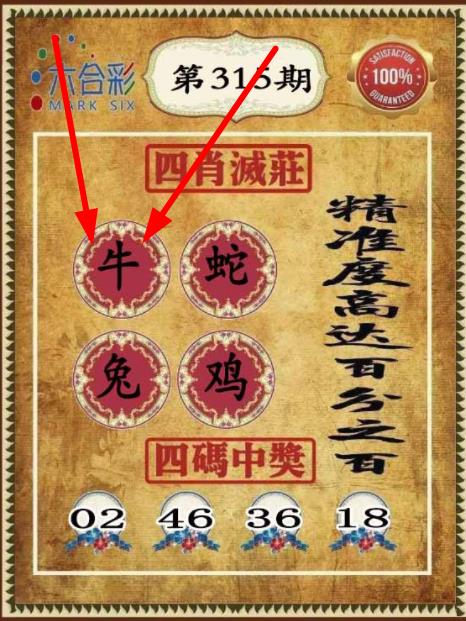 六合彩
MARK SIX
第315期
SATISFACTION
100%
GUARANTEED
四肖滅莊
精准度高达百分之百
牛 蛇
兔 鸡
四碼中獎
02 46 36 18